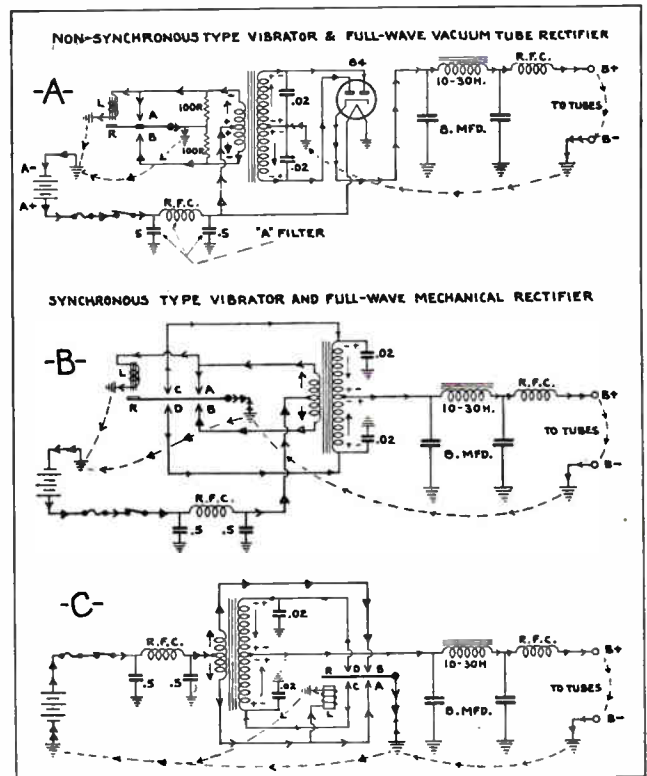 NON-SYNCHRONOUS TYPE VIBRATOR & FULL-WAVE VACUUM TUBE RECTIFIER
-A-
L
A
R
B
L
100R
100R
.02
.02
84
10-30H.
R.F.C.
B+
TO TUBES
8. MFD.
B-
A-
A+
R.F.C.
.5
.5
"A" FILTER
SYNCHRONOUS TYPE VIBRATOR AND FULL-WAVE MECHANICAL RECTIFIER
-B-
L
C
A
R
D
B
.02
.02
10-30H.
R.F.C.
B+
TO TUBES
8. MFD.
B-
R.F.C.
.5
.5
-C-
R.F.C.
.5
.5
.02
.02
L
R
D
B
C
A
L
10-30H
R.F.C.
B+
TO TUBES
8. MFD.
B-